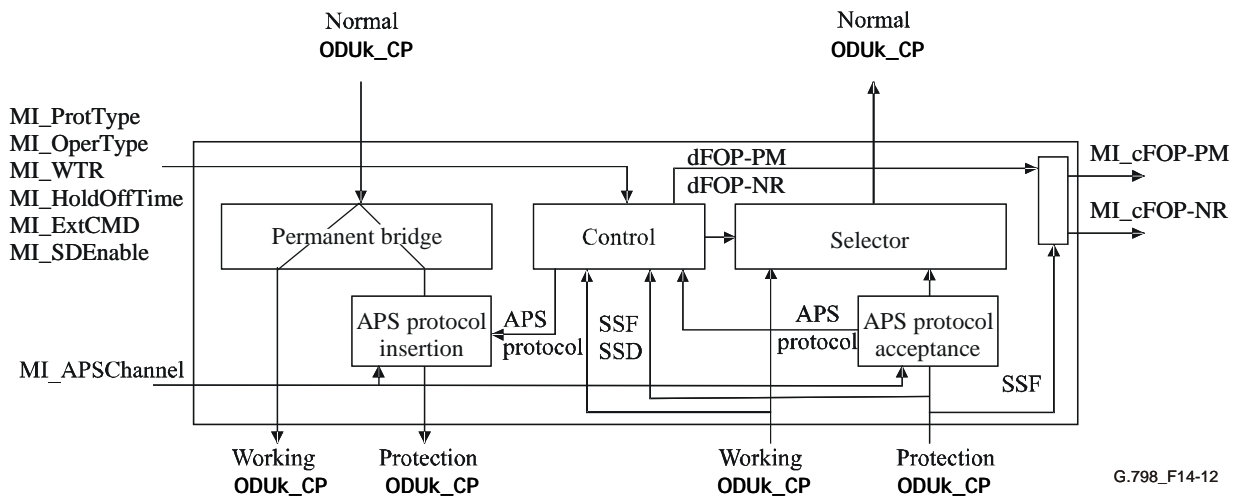 Normal
ODUk_CP
Normal
ODUk_CP
MI_ProtType
MI_OperType
MI_WTR
MI_HoldOffTime
MI_ExtCMD
MI_SDEnable
dFOP-PM
dFOP-NR
MI_cFOP-PM
MI_cFOP-NR
Permanent bridge
Control
Selector
APS protocol
insertion
APS
protocol
SSF
SSD
APS
protocol
APS protocol
acceptance
MI_APSChannel
SSF
Working
ODUk_CP
Protection
ODUk_CP
Working
ODUk_CP
Protection
ODUk_CP
G.798_F14-12